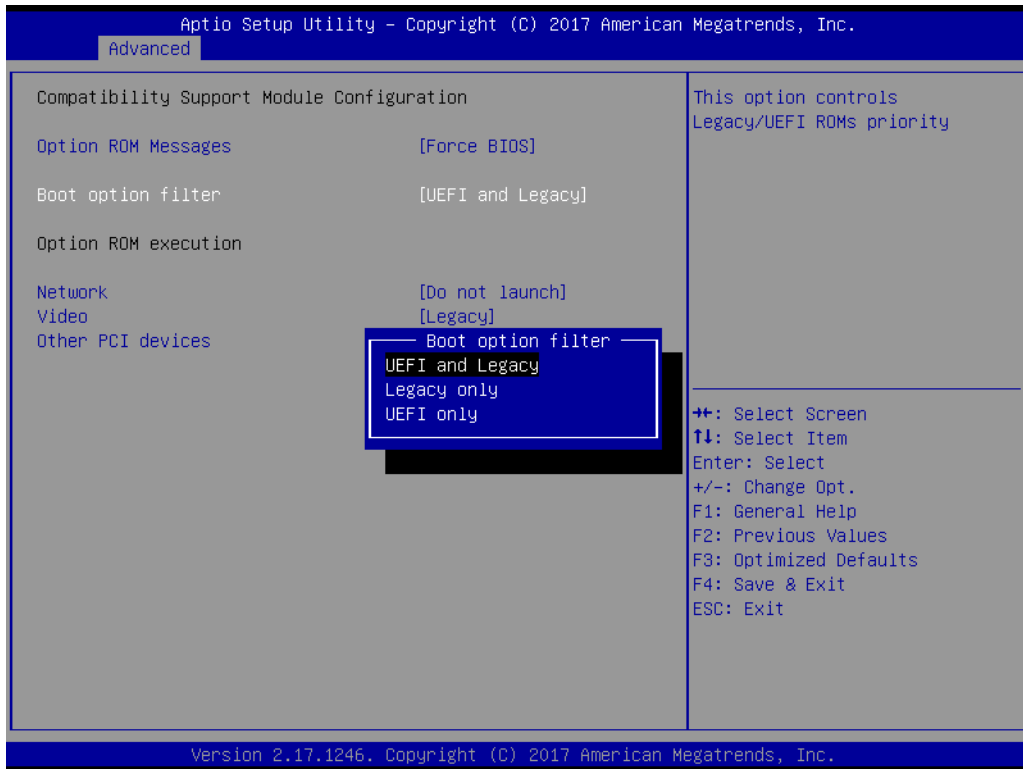 Aptio Setup Utility – Copyright (C) 2017 American Megatrends, Inc.
Advanced
Compatibility Support Module Configuration
Option ROM Messages [Force BIOS]
Boot option filter [UEFI and Legacy]
Option ROM execution
Network [Do not launch]
Video [Legacy]
Other PCI devices
Boot option filter
UEFI and Legacy
Legacy only
UEFI only
This option controls
Legacy/UEFI ROMs priority
→←: Select Screen
↑↓: Select Item
Enter: Select
+/-: Change Opt.
F1: General Help
F2: Previous Values
F3: Optimized Defaults
F4: Save & Exit
ESC: Exit
Version 2.17.1246. Copyright (C) 2017 American Megatrends, Inc.